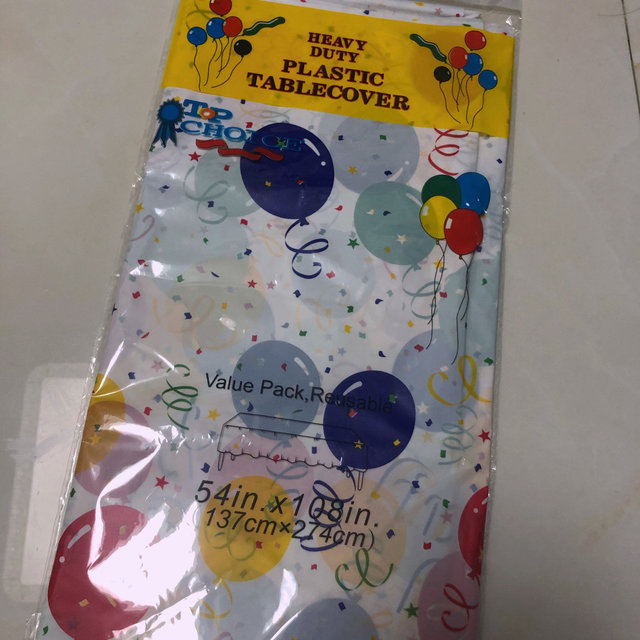 HEAVY
DUTY
PLASTIC
TABLECOVER
TOP
CHOICE
Value Pack,Reusable
54in.x108in.
(137cm×274cm)